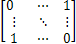 0 ⋯ 1
⋮ ⋱ ⋮
1 ⋯ 0